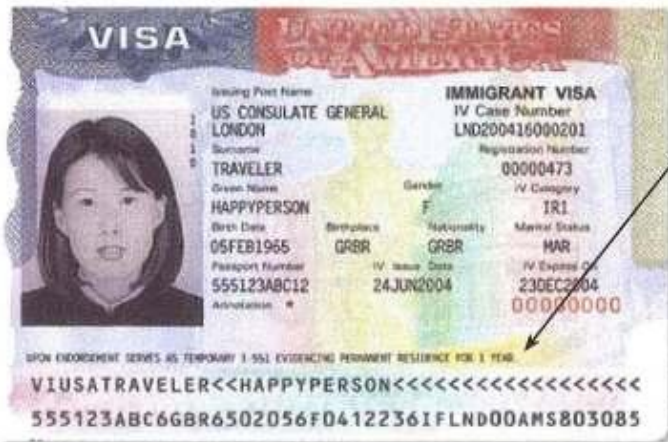 VISA
United States
OF AMERICA
Issuing Post Name IMMIGRANT VISA
US CONSULATE GENERAL IV Case Number
LONDON LND200416000201
Surname Registration Number
TRAVELER 00000473
Given Name Gender IV Category
HAPPYPERSON F IR1
Birth Date Birthplace Nationality Marital Status
05FEB1965 GRBR GRBR MAR
Passport Number IV Issue Date IV Expires On
555123ABC12 24JUN2004 23DEC2004
Annotation * 00000000
UPON ENDORSEMENT SERVES AS TEMPORARY I-551 EVIDENCING PERMANENT RESIDENCE FOR 1 YEAR
VIUSATRAVELER<<HAPPYPERSON<<<<<<<<<<<<<<<<<<<
555123ABC6GBR6502056F0412236IFLND00AMS803085